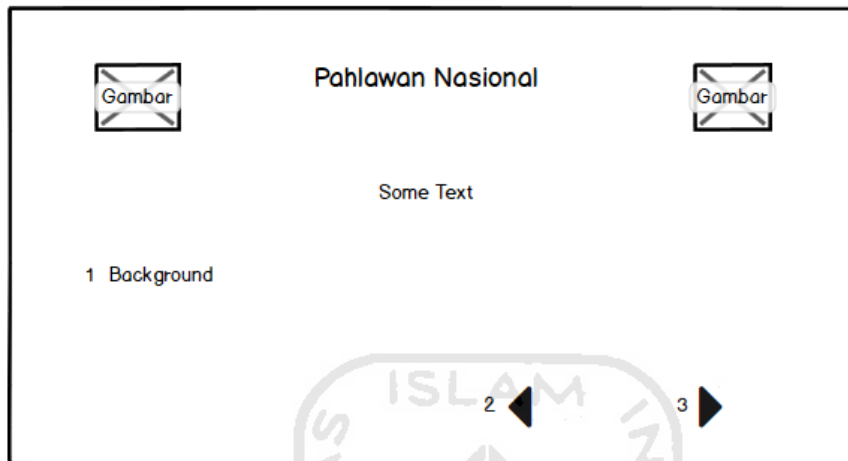 Pahlawan Nasional
Gambar
Gambar
Some Text
1 Background
ISLAM
2
3